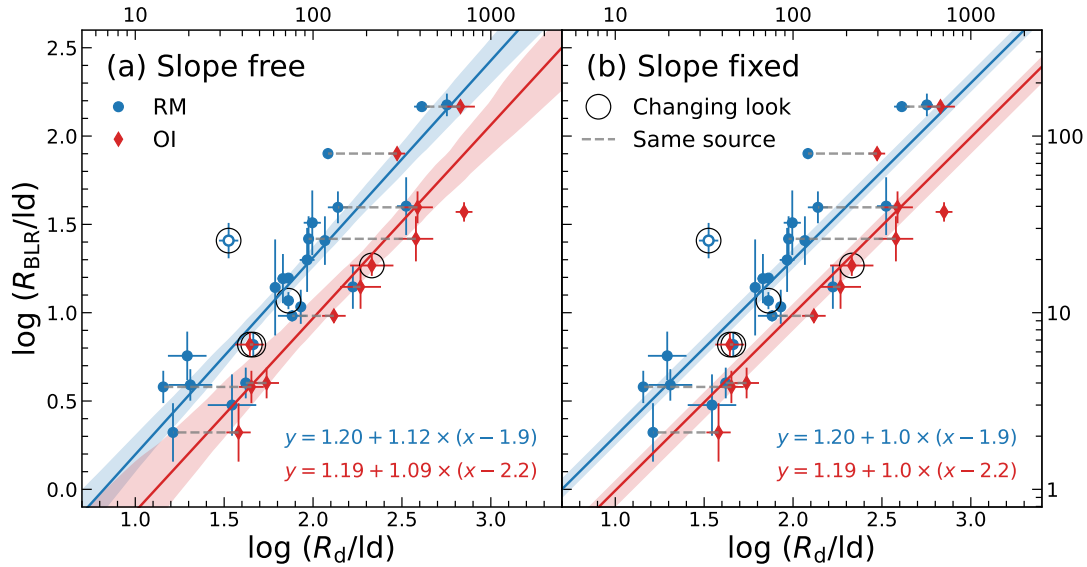 10 100 1000 10 100 1000
2.5
(a) Slope free (b) Slope fixed
RM Changing look
OI Same source
2.0
100
log (R_BLR/ld)
1.5
1.0
10
0.5
y = 1.20 + 1.12 × (x − 1.9) y = 1.20 + 1.0 × (x − 1.9)
y = 1.19 + 1.09 × (x − 2.2) y = 1.19 + 1.0 × (x − 2.2)
0.0
1
1.0 1.5 2.0 2.5 3.0 1.0 1.5 2.0 2.5 3.0
log (R_d/ld) log (R_d/ld)